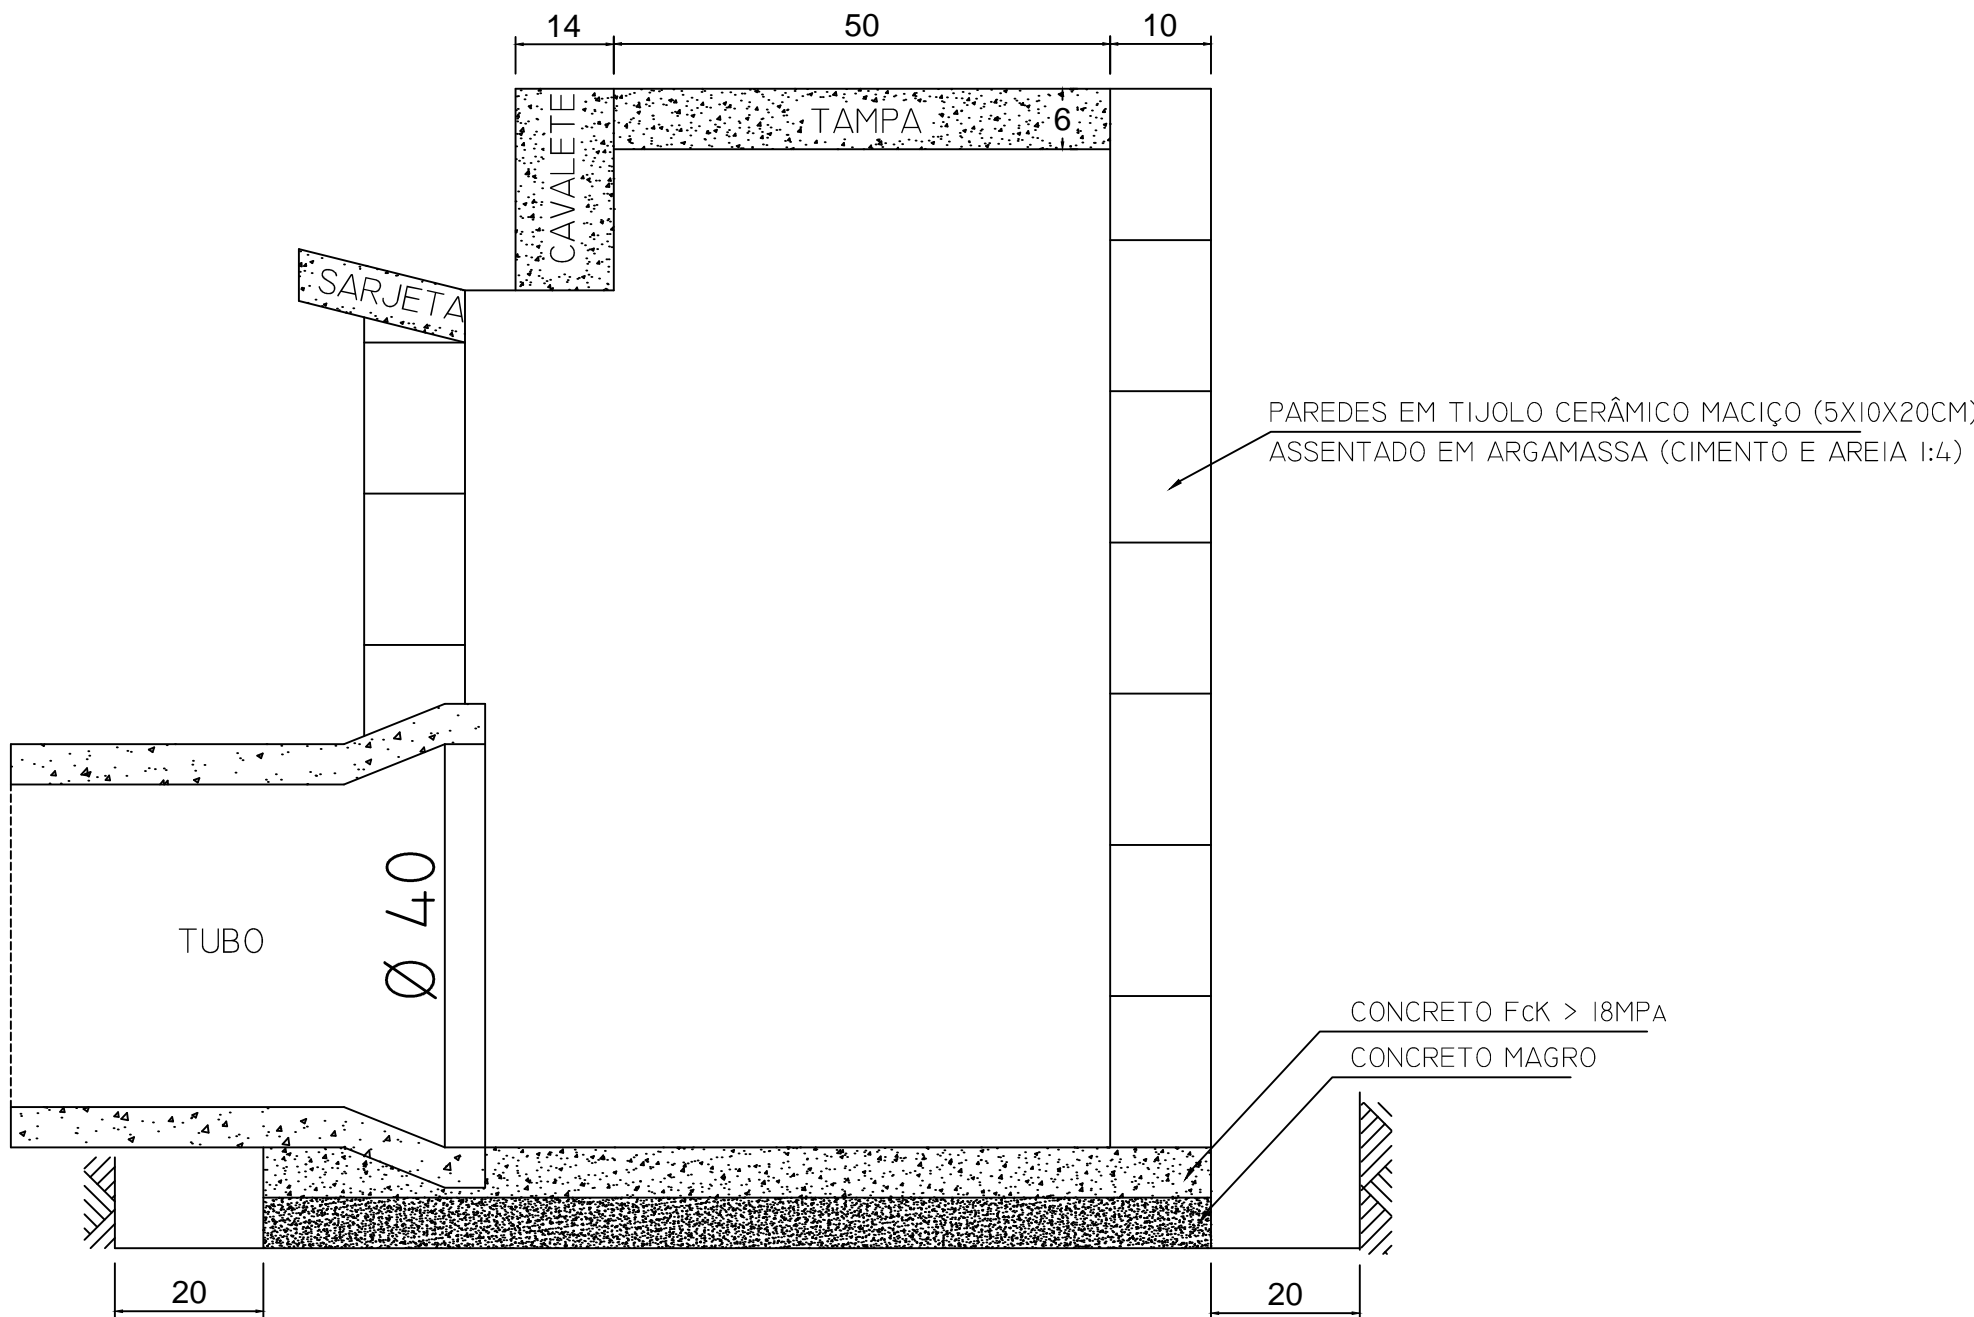 14
50
10
CAVALETE
TAMPA
6
SARJETA
PAREDES EM TIJOLO CERÂMICO MACIÇO (5X10X20CM)
ASSENTADO EM ARGAMASSA (CIMENTO E AREIA 1:4)
Ø 40
TUBO
CONCRETO FcK > 18MPA
CONCRETO MAGRO
20
20